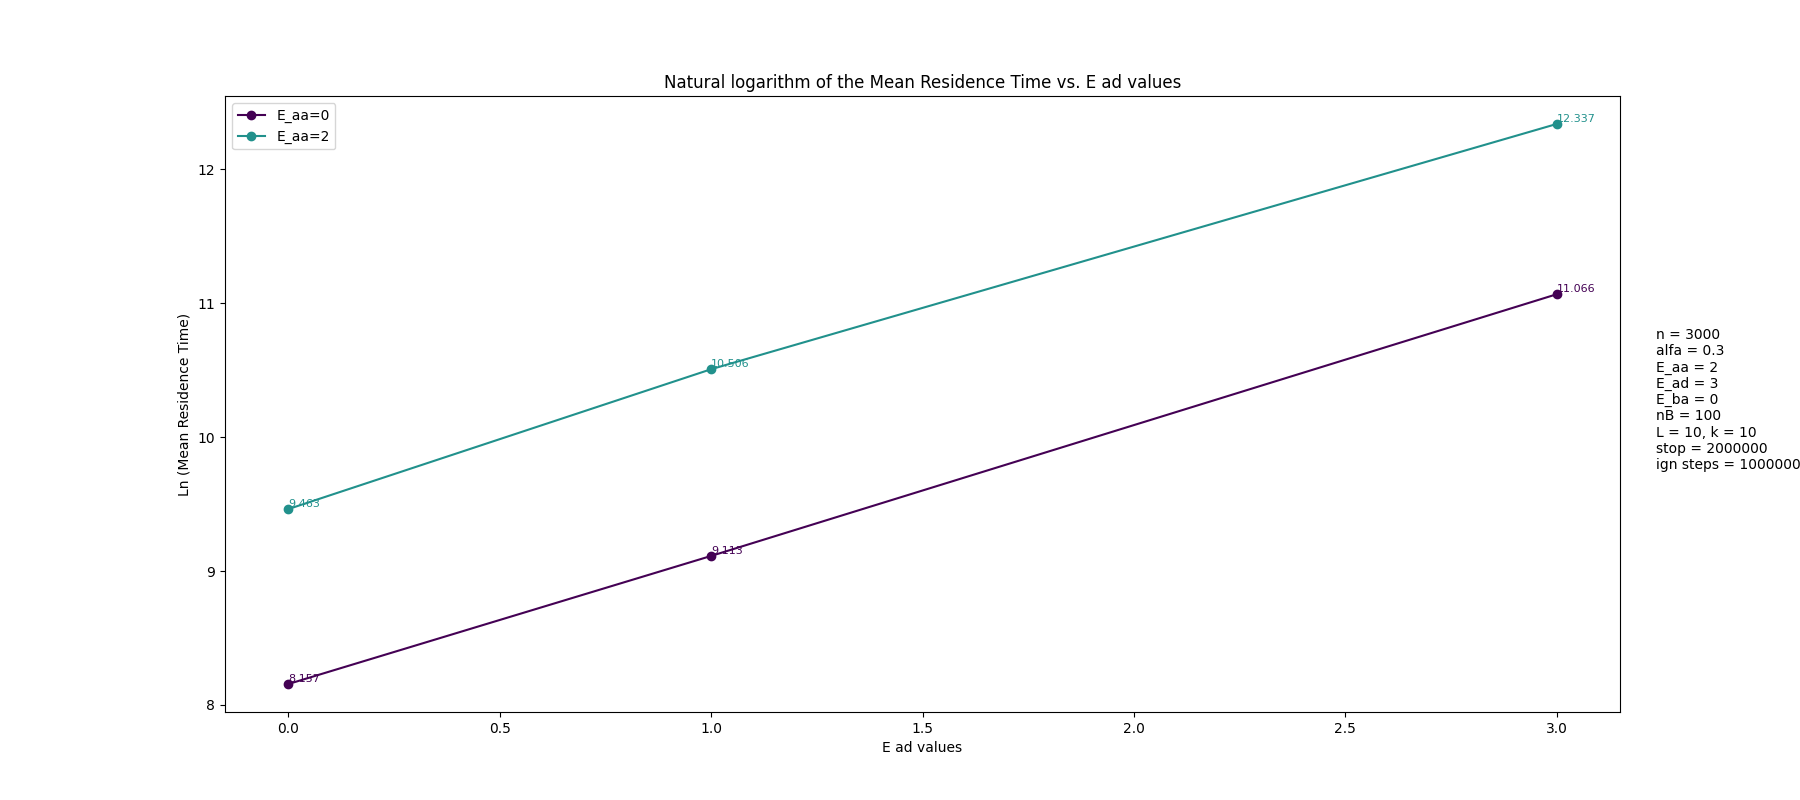 Natural logarithm of the Mean Residence Time vs. E ad values
E_aa=0
E_aa=2
12.337
12
11.066
11
10.506
10
9.463
9.113
9
8.157
8
Ln (Mean Residence Time)
0.0
0.5
1.0
1.5
2.0
2.5
3.0
E ad values
n = 3000
alfa = 0.3
E_aa = 2
E_ad = 3
E_ba = 0
nB = 100
L = 10, k = 10
stop = 2000000
ign steps = 1000000